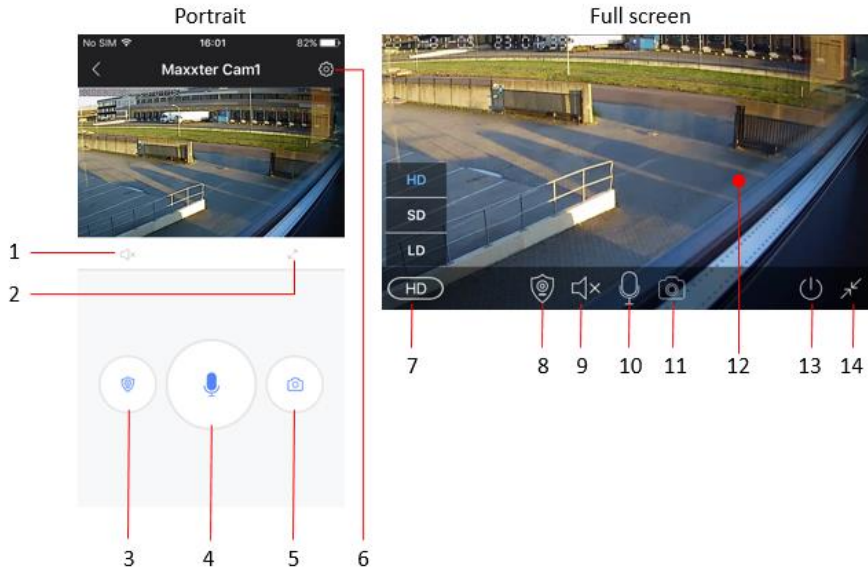 Portrait
Full screen
No SIM 16:01 82%
Maxxter Cam1
HD
SD
LD
HD
1
2
3 4 5 6
7 8 9 10 11 12 13 14